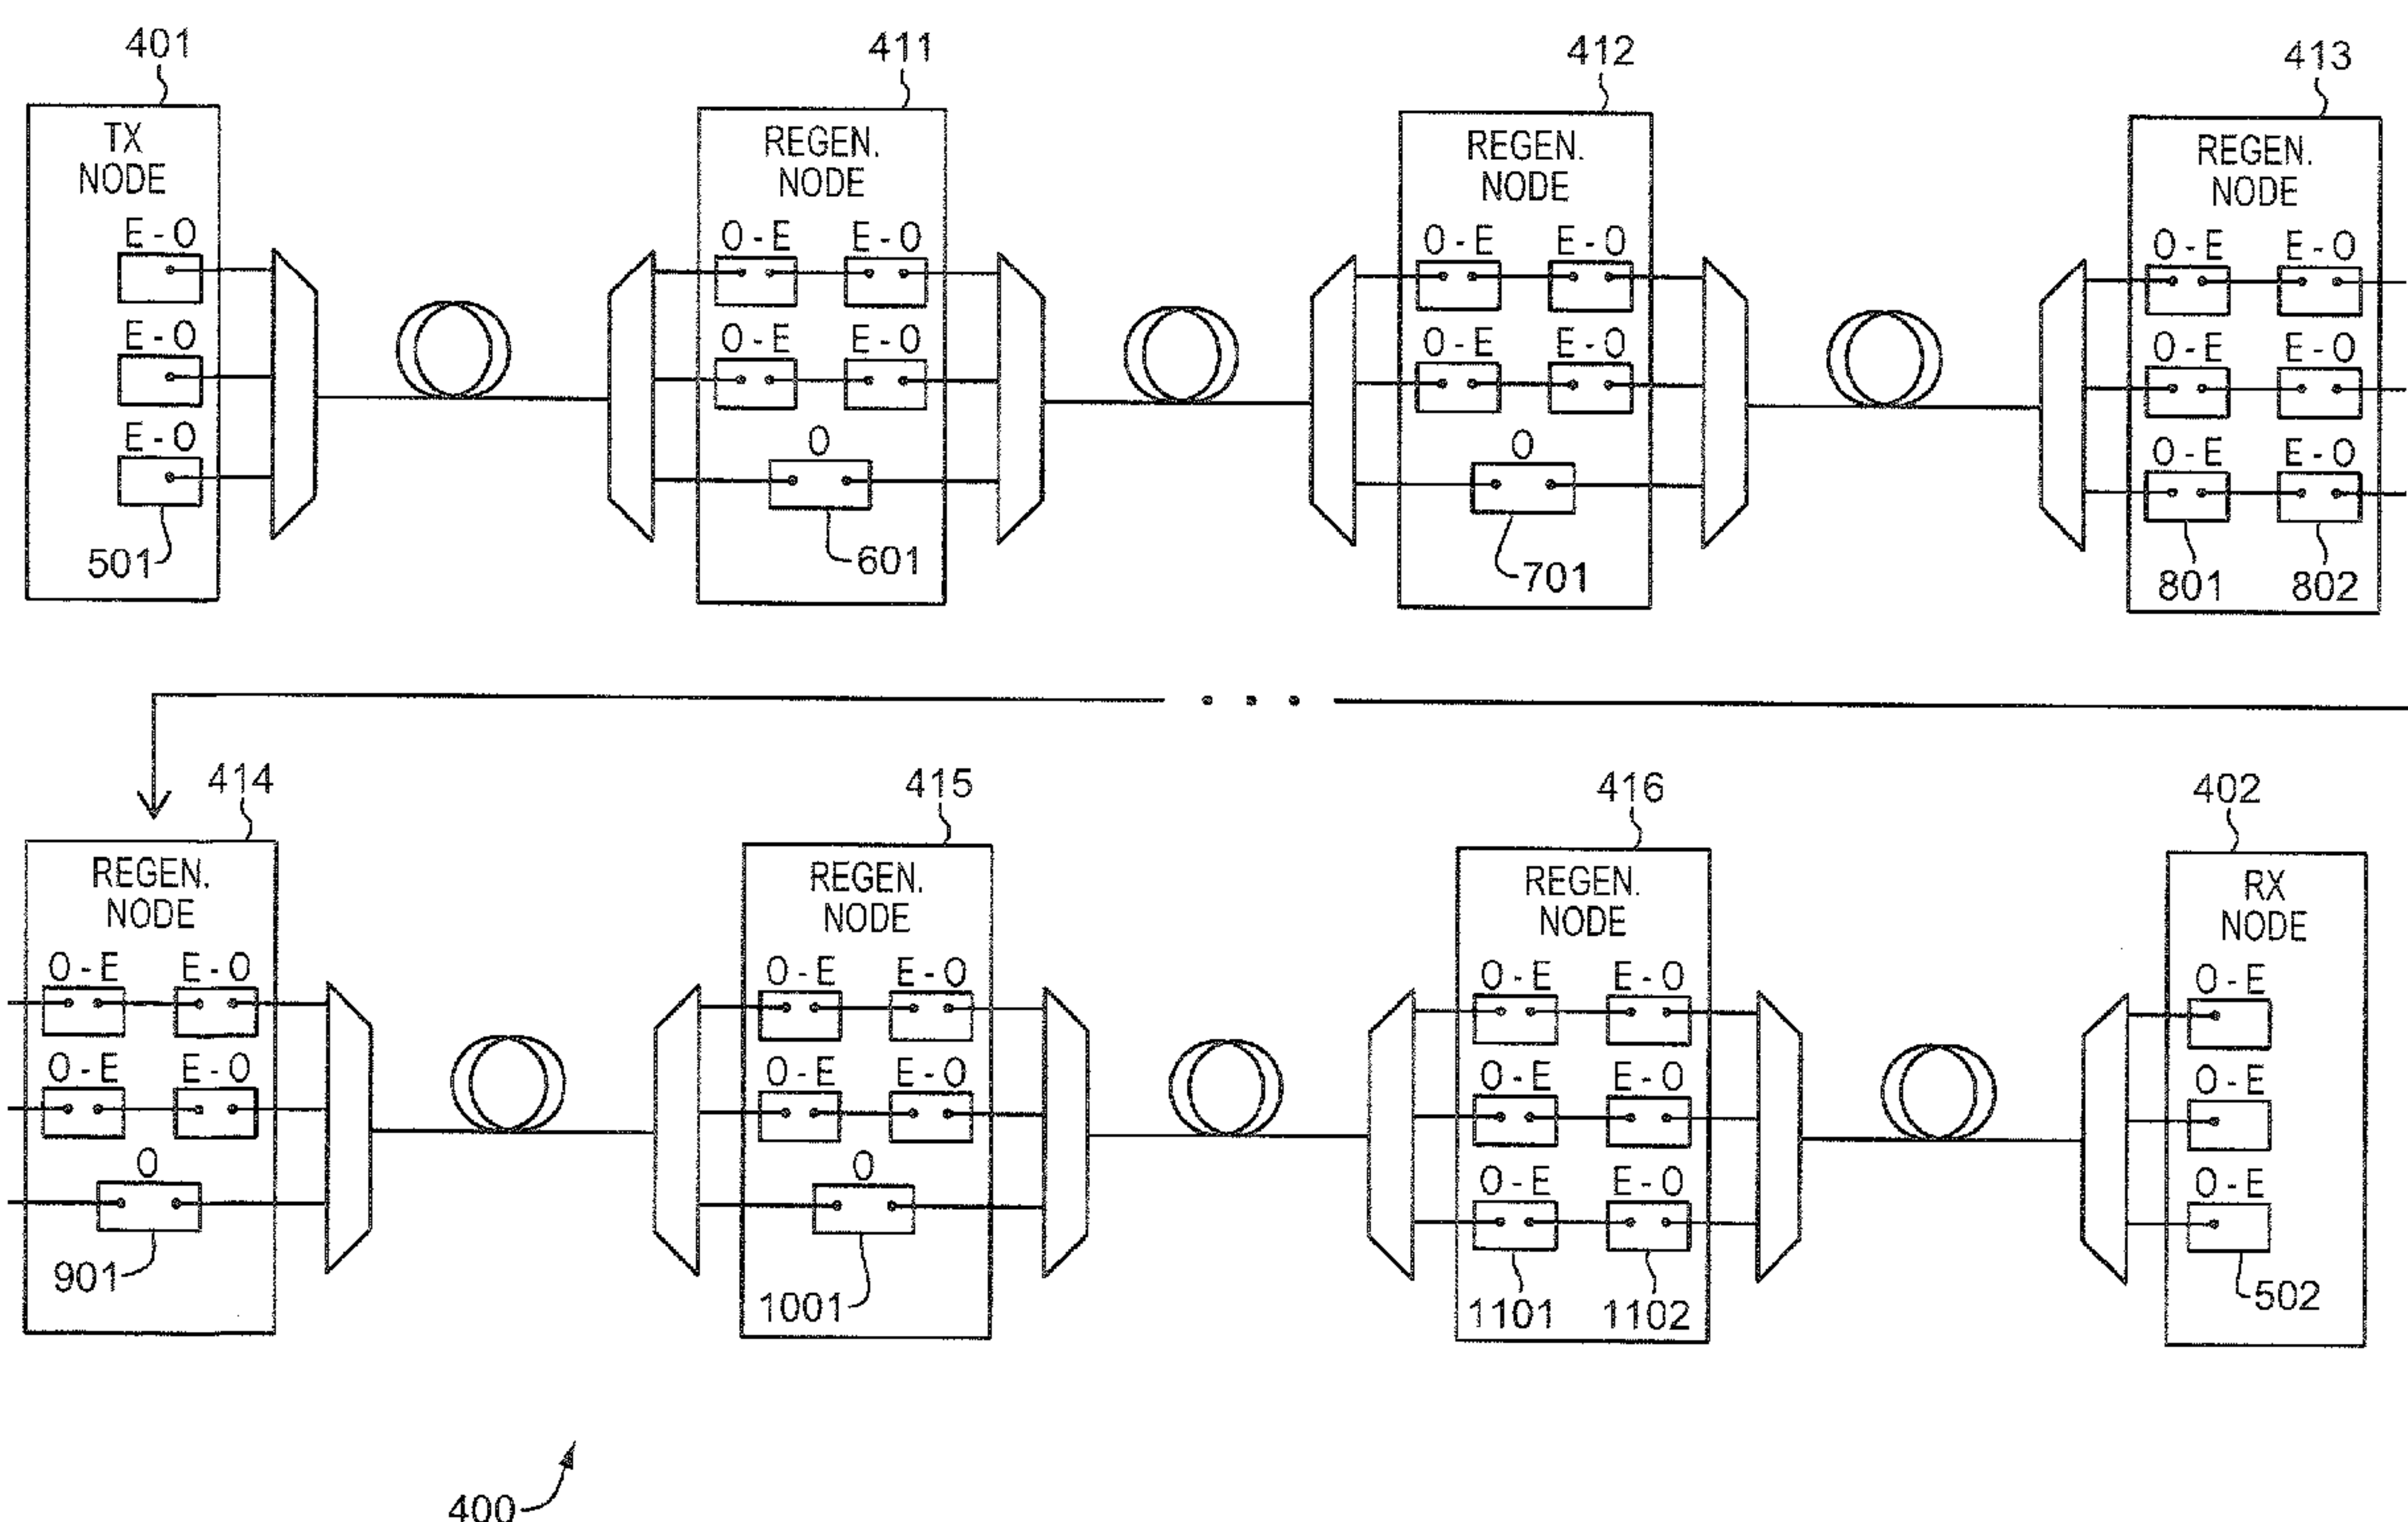 401
411
412
413
TX
NODE
REGEN.
NODE
REGEN.
NODE
REGEN.
NODE
E - O
O - E E - O
O - E E - O
O - E E - O
E - O
O - E E - O
O - E E - O
O - E E - O
E - O
O
O
O - E E - O
501
601
701
801 802
414
415
416
402
REGEN.
NODE
REGEN.
NODE
REGEN.
NODE
RX
NODE
O - E E - O
O - E E - O
O - E E - O
O - E
O - E E - O
O - E E - O
O - E E - O
O - E
O
O
O - E E - O
O - E
901
1001
1101 1102
502
400